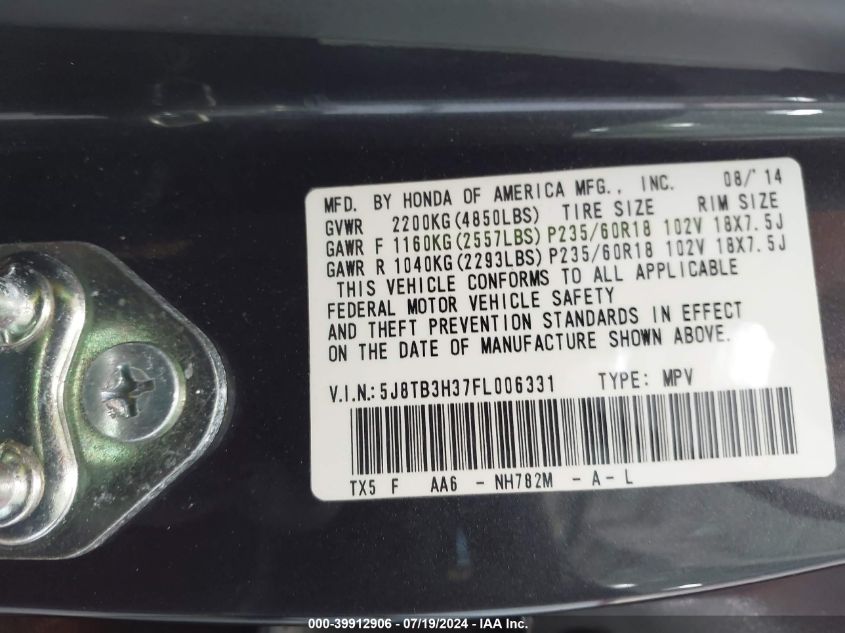 MFD. BY HONDA OF AMERICA MFG., INC. 08/'14
GVWR 2200KG(4850LBS) TIRE SIZE RIM SIZE
GAWR F 1160KG(2557LBS) P235/60R18 102V 18X7.5J
GAWR R 1040KG(2293LBS) P235/60R18 102V 18X7.5J
THIS VEHICLE CONFORMS TO ALL APPLICABLE
FEDERAL MOTOR VEHICLE SAFETY
AND THEFT PREVENTION STANDARDS IN EFFECT
ON THE DATE OF MANUFACTURE SHOWN ABOVE.
V.I.N.: 5J8TB3H37FL006331 TYPE: MPV
TX5 F AA6 - NH782M - A - L
000-39912906 - 07/19/2024 - IAA Inc.